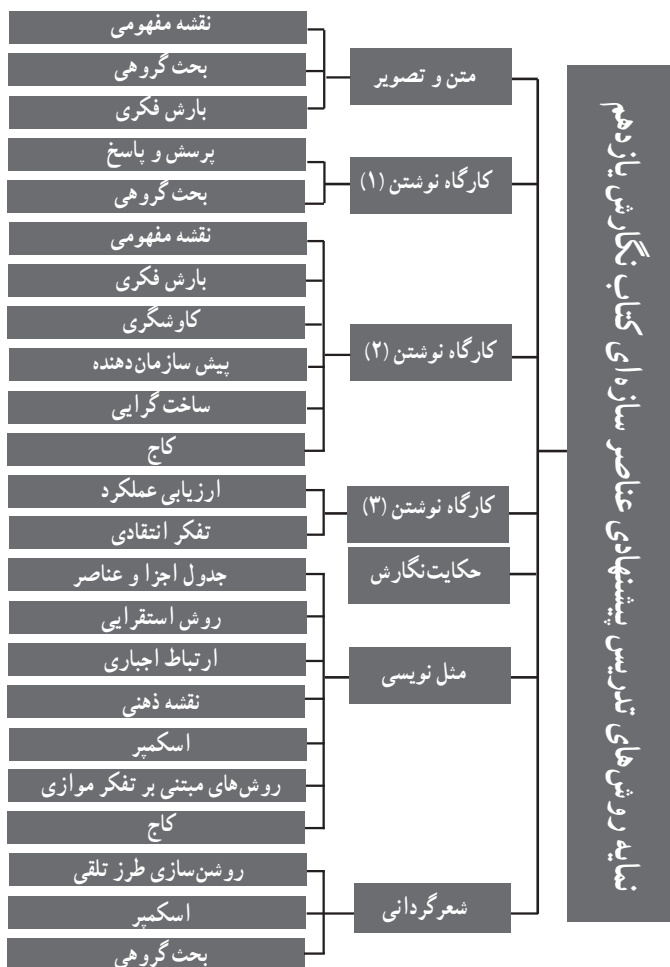 نمایه روش‌های تدریس پیشنهادی عناصر سازه‌ای کتاب نگارش یازدهم
متن و تصویر
نقشه مفهومی
بحث گروهی
بارش فکری
کارگاه نوشتن (۱)
پرسش و پاسخ
بحث گروهی
کارگاه نوشتن (۲)
نقشه مفهومی
بارش فکری
کاوشگری
پیش سازمان‌دهنده
ساخت گرایی
کاج
کارگاه نوشتن (۳)
ارزیابی عملکرد
تفکر انتقادی
حکایت‌نگارش
مثل نویسی
جدول اجزا و عناصر
روش استقرایی
ارتباط اجباری
نقشه ذهنی
اسکمپر
روش‌های مبتنی بر تفکر موازی
کاج
شعرگردانی
روشن‌سازی طرز تلقی
اسکمپر
بحث گروهی